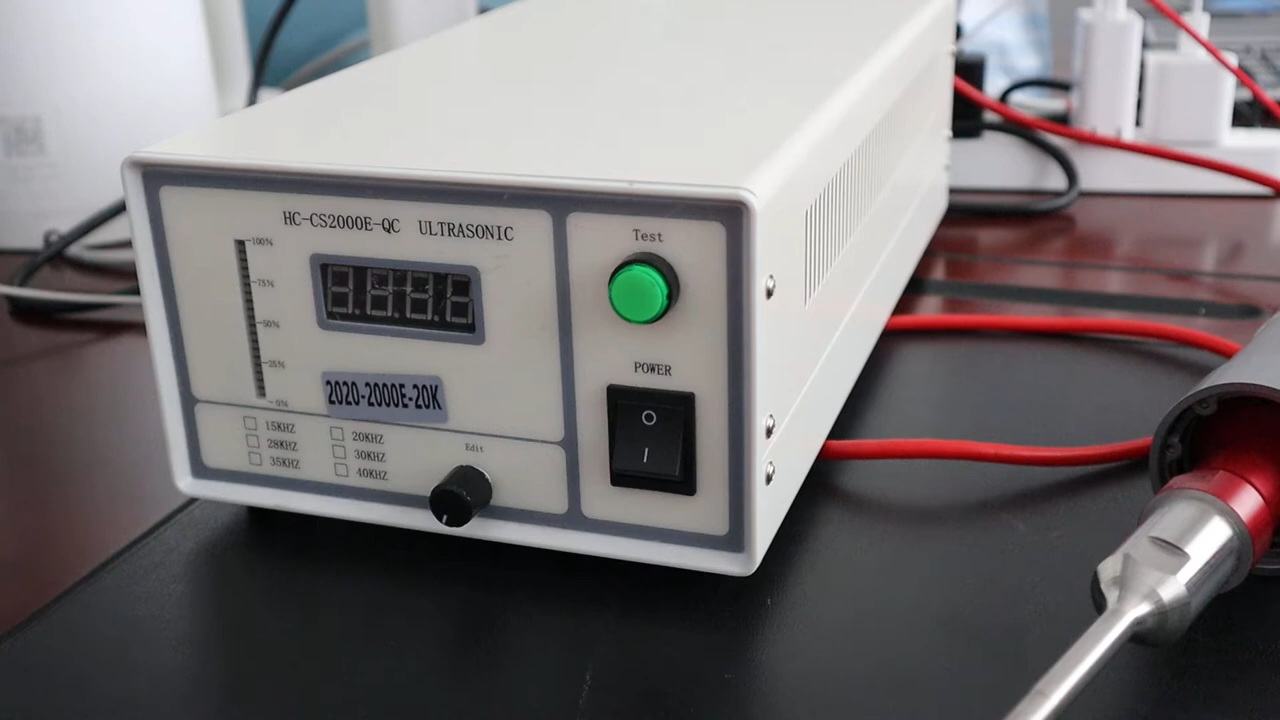 HC-CS2000E-QC ULTRASONIC
100%
75%
50%
25%
0%
2020-2000E-20K
15KHZ 20KHZ
28KHZ 30KHZ
35KHZ 40KHZ
Edit
Test
POWER
O
I